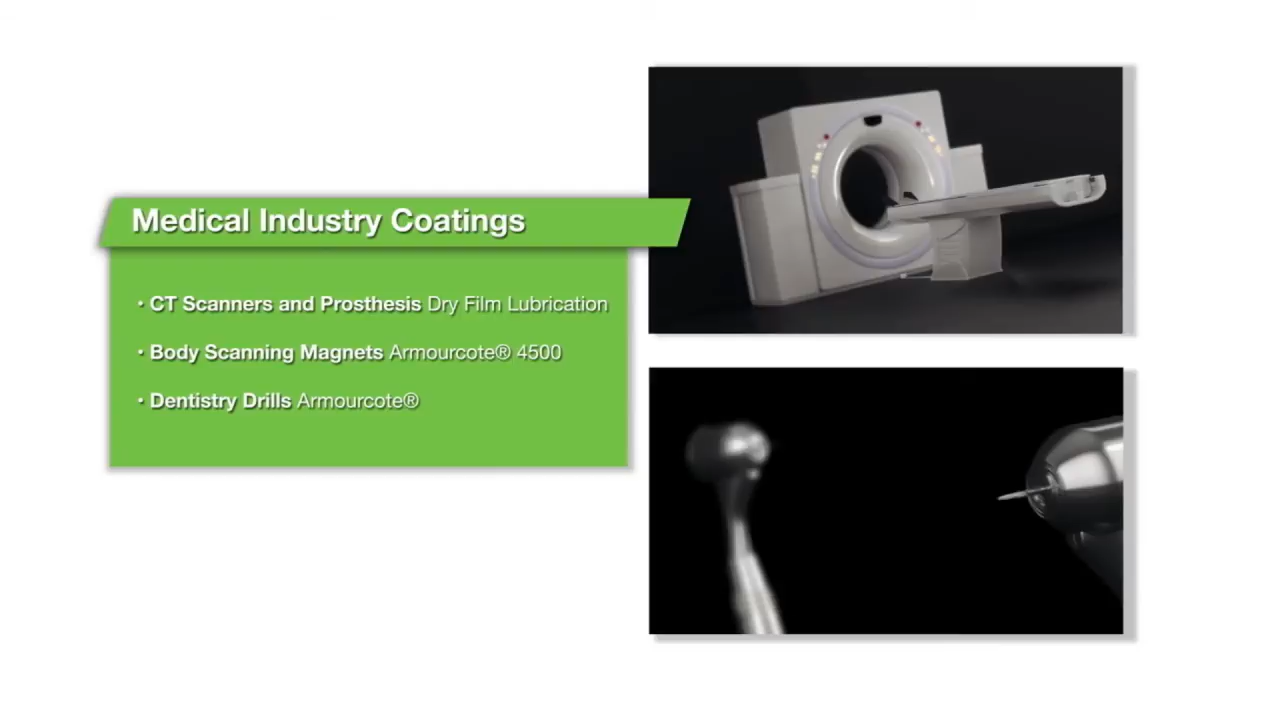 Medical Industry Coatings
• CT Scanners and Prosthesis Dry Film Lubrication
• Body Scanning Magnets Armourcote® 4500
• Dentistry Drills Armourcote®